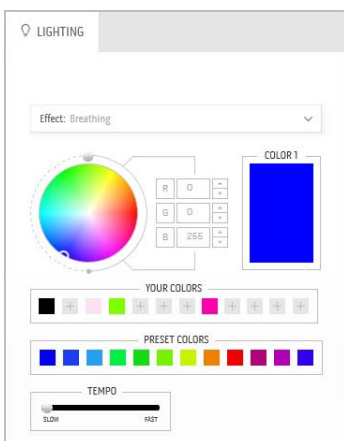 LIGHTING
Effect: Breathing
COLOR 1
R 0
G 0
B 255
YOUR COLORS
PRESET COLORS
TEMPO
SLOW FAST